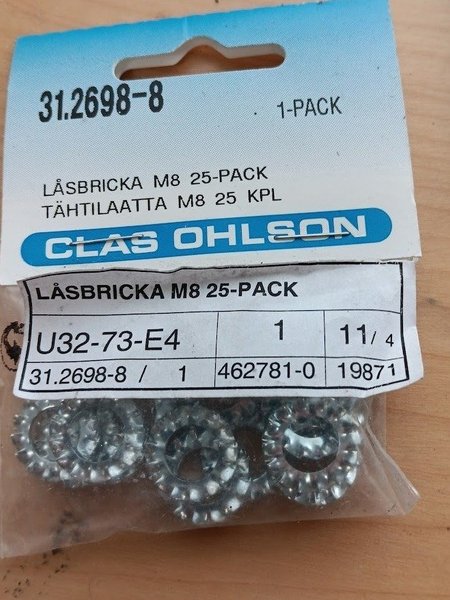 31.2698-8
1-PACK
LÅSBRICKA M8 25-PACK
TÄHTILAATTA M8 25 KPL
CLAS OHLSON
LÅSBRICKA M8 25-PACK
U32-73-E4 1 11/4
31.2698-8 / 1 462781-0 19871